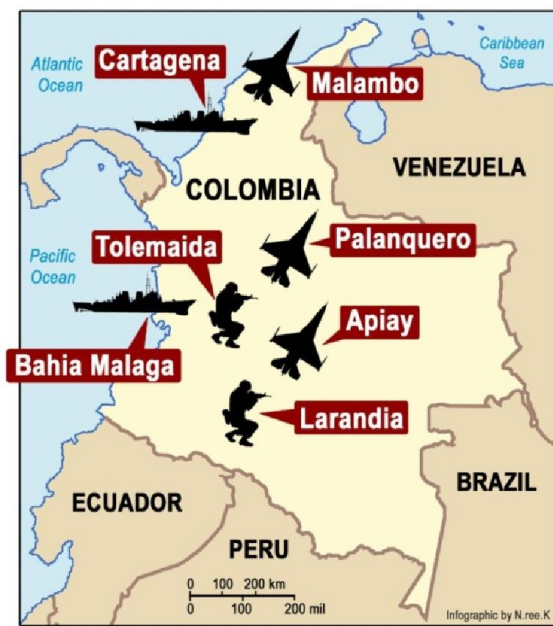 Atlantic
Ocean
Cartagena
Caribbean
Sea
Malambo
VENEZUELA
COLOMBIA
Pacific
Ocean
Tolemaida
Palanquero
Apiay
Bahia Malaga
Larandia
ECUADOR
BRAZIL
PERU
0 100 200 km
0 100 200 mil
Infographic by N.ree.K